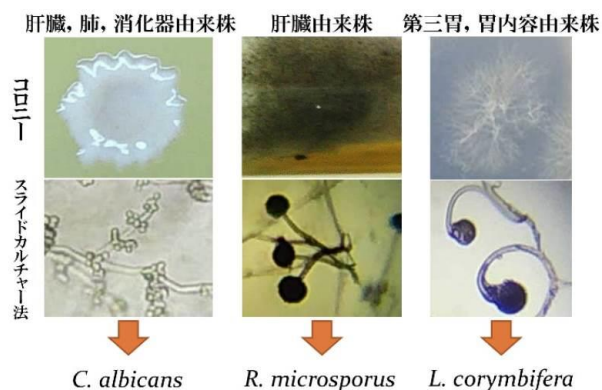 肝臓, 肺, 消化器由来株 肝臓由来株 第三胃, 胃内容由来株
コロニー
スライドカルチャー法
C. albicans R. microsporus L. corymbifera